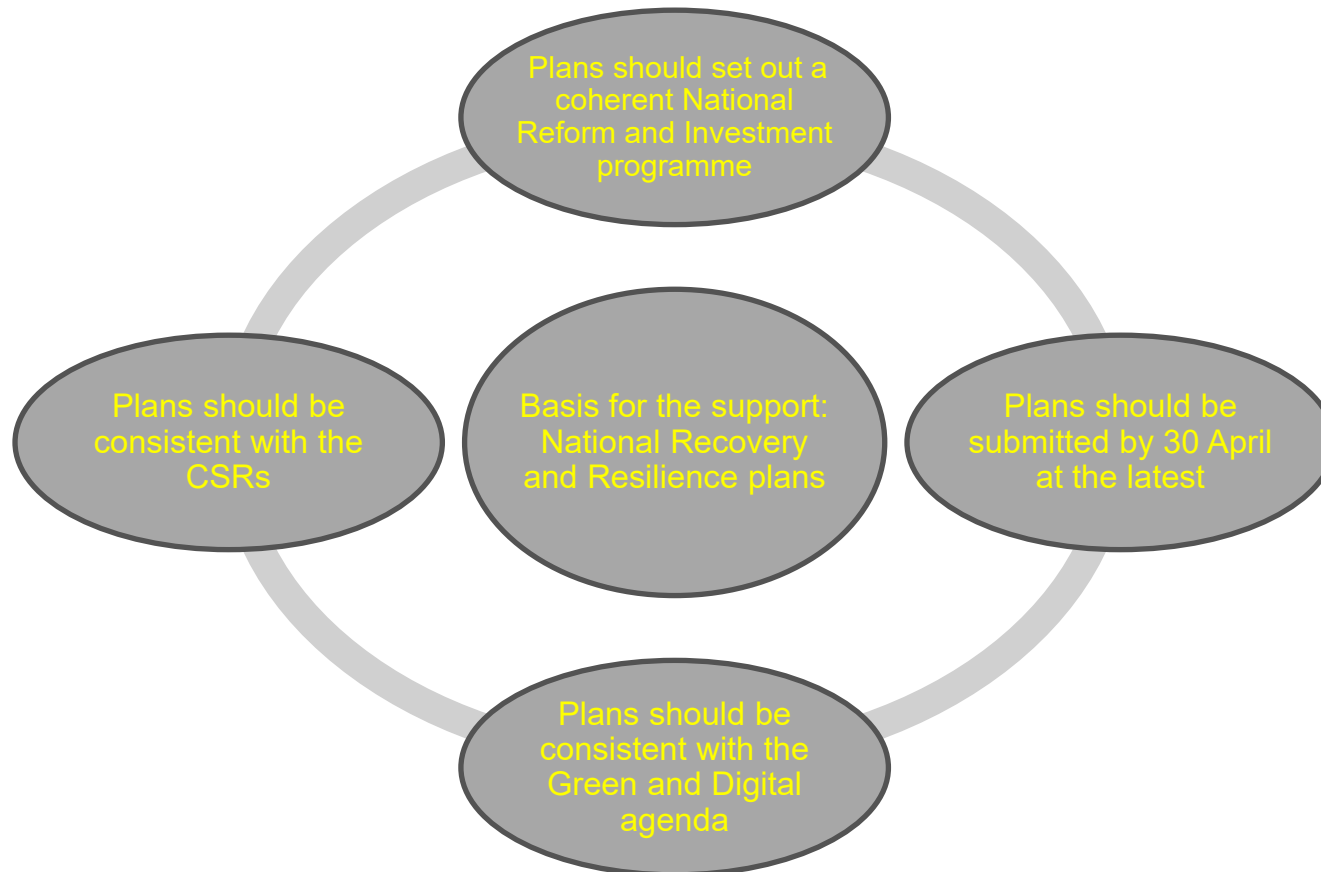 Plans should set out a
coherent National
Reform and Investment
programme
Plans should be
consistent with the
CSRs
Basis for the support:
National Recovery
and Resilience plans
Plans should be
submitted by 30 April
at the latest
Plans should be
consistent with the
Green and Digital
agenda